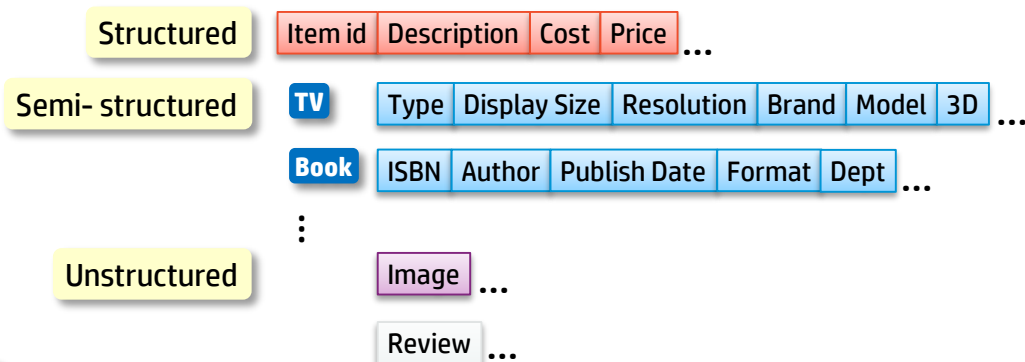 Structured Item id Description Cost Price ...
Semi- structured TV Type Display Size Resolution Brand Model 3D ...
Book ISBN Author Publish Date Format Dept ...
⋮
Unstructured Image ...
Review ...